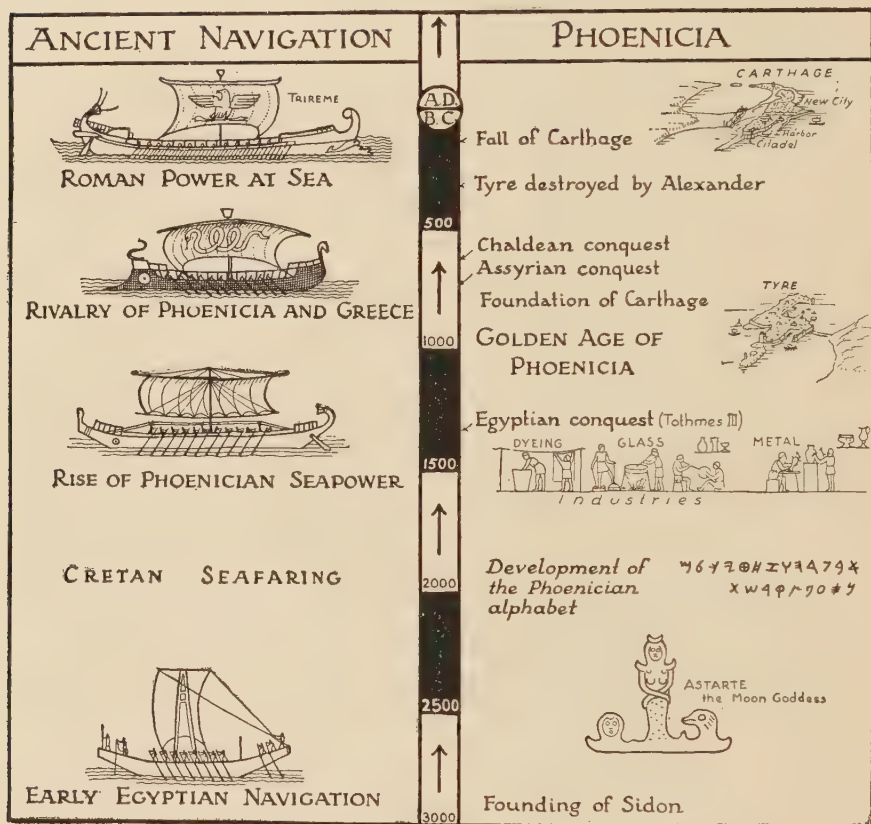 ANCIENT NAVIGATION
TRIREME
ROMAN POWER AT SEA
RIVALRY OF PHOENICIA AND GREECE
RISE OF PHOENICIAN SEAPOWER
CRETAN SEAFARING
EARLY EGYPTIAN NAVIGATION
A.D.
B.C.
500
1000
1500
2000
2500
3000
PHOENICIA
CARTHAGE
New City
Harbor
Citadel
Fall of Carthage
Tyre destroyed by Alexander
Chaldean conquest
Assyrian conquest
Foundation of Carthage
TYRE
GOLDEN AGE OF
PHOENICIA
Egyptian conquest (Tothmes III)
DYEING GLASS METAL
Industries
Development of
the Phoenician
alphabet
𐤀𐤁𐤂𐤃𐤄𐤅𐤆𐤇𐤈𐤉𐤊𐤋𐤌
𐤍𐤎𐤏𐤐𐤑𐤒𐤓𐤔𐤕
ASTARTE
the Moon Goddess
Founding of Sidon